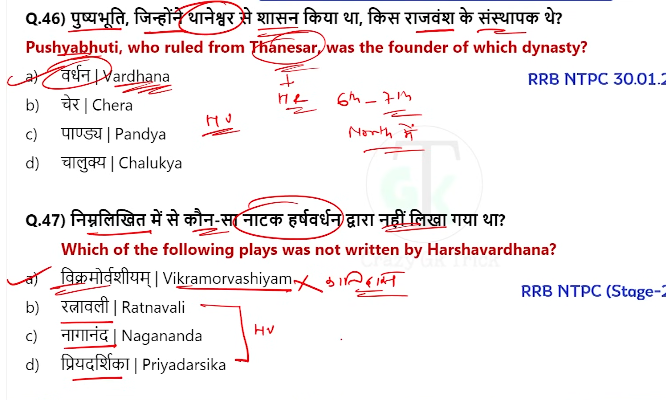 Q.46) पुष्यभूति, जिन्होंने थानेश्वर से शासन किया था, किस राजवंश के संस्थापक थे?
Pushyabhuti, who ruled from Thanesar, was the founder of which dynasty?
a) वर्धन | Vardhana
RRB NTPC 30.01.2
b) चेर | Chera
HR 6th - 7th
c) पाण्ड्य | Pandya
HV North में
d) चालुक्य | Chalukya
Q.47) निम्नलिखित में से कौन-सा नाटक हर्षवर्धन द्वारा नहीं लिखा गया था?
Which of the following plays was not written by Harshavardhana?
a) विक्रमोर्वशीयम् | Vikramorvashiyam कालिदास
RRB NTPC (Stage-2
b) रत्नावली | Ratnavali
c) नागानंद | Nagananda HV
d) प्रियदर्शिका | Priyadarsika